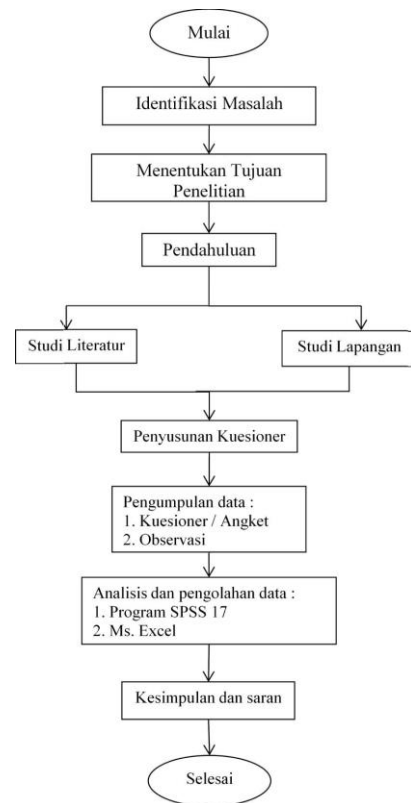 Mulai
Identifikasi Masalah
Menentukan Tujuan
Penelitian
Pendahuluan
Studi Literatur
Studi Lapangan
Penyusunan Kuesioner
Pengumpulan data :
1. Kuesioner / Angket
2. Observasi
Analisis dan pengolahan data :
1. Program SPSS 17
2. Ms. Excel
Kesimpulan dan saran
Selesai